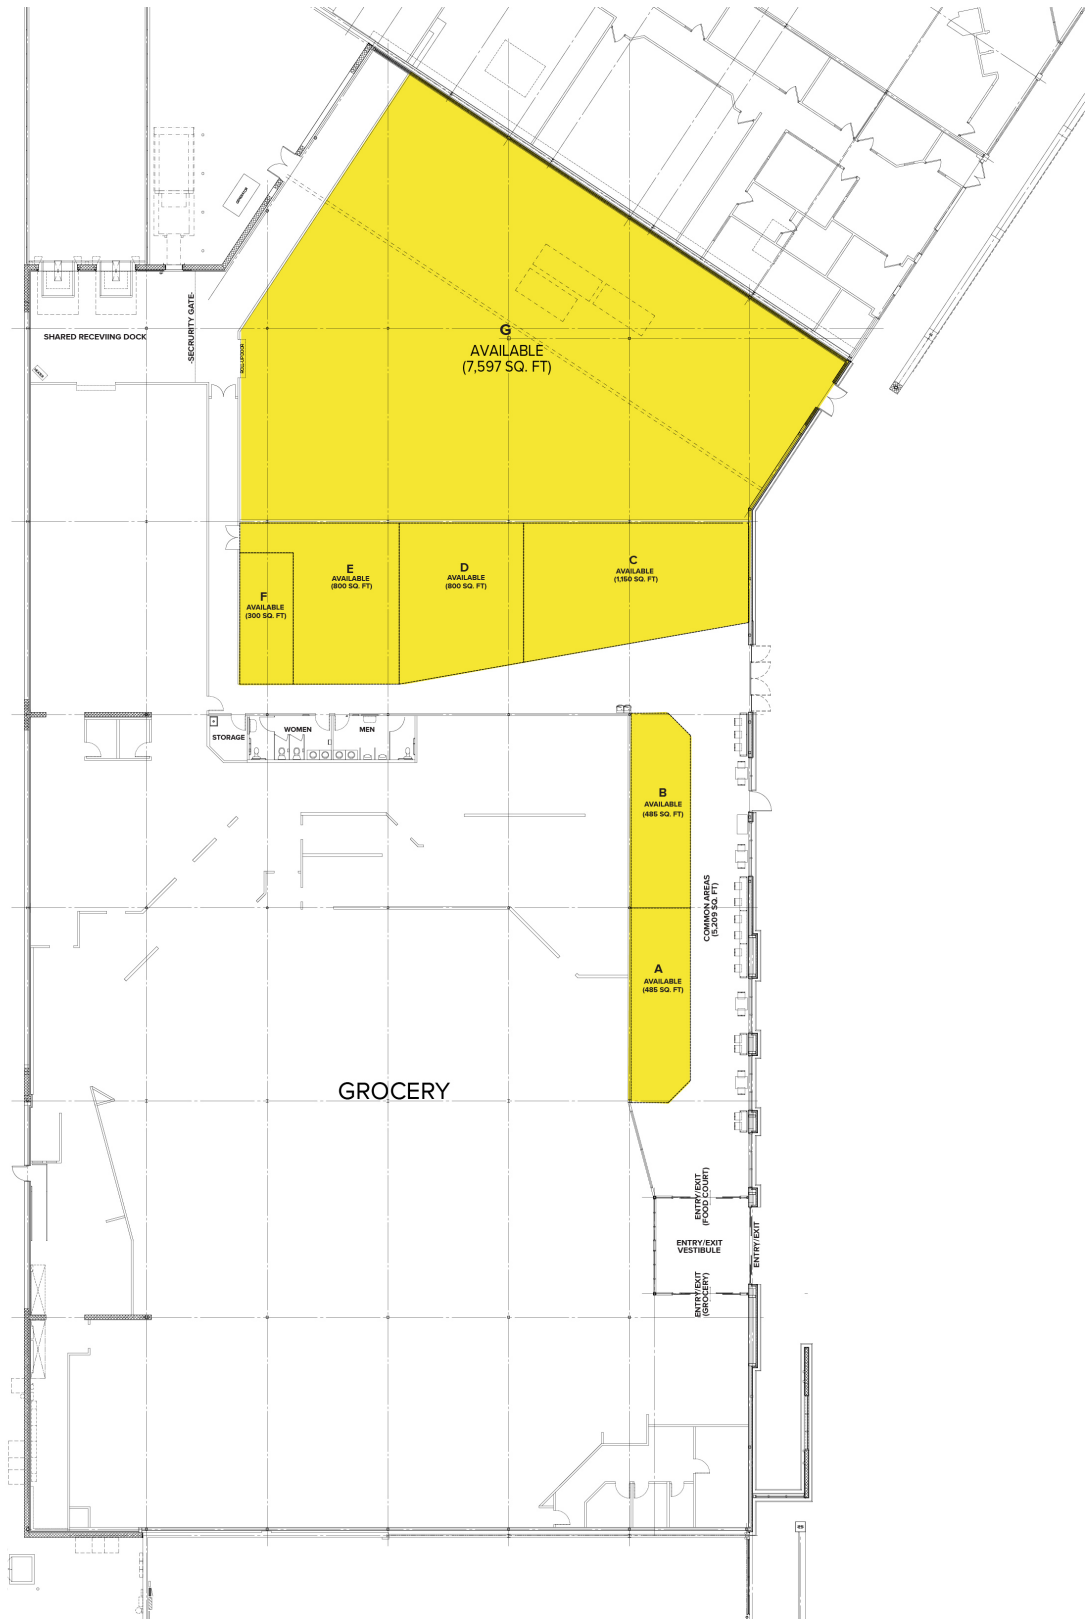 GENERATOR
SHARED RECEVIING DOCK
-SECRURITY GATE-
G
AVAILABLE
(7,597 SQ. FT)
E
AVAILABLE
(800 SQ. FT)
D
AVAILABLE
(800 SQ. FT)
C
AVAILABLE
(1,150 SQ. FT)
F
AVAILABLE
(300 SQ. FT)
STORAGE
WOMEN
MEN
B
AVAILABLE
(485 SQ. FT)
COMMON AREAS
(5,209 SQ. FT)
A
AVAILABLE
(485 SQ. FT)
GROCERY
ENTRY/EXIT
(FOOD COURT)
ENTRY/EXIT
VESTIBULE
ENTRY/EXIT
ENTRY/EXIT
(GROCERY)